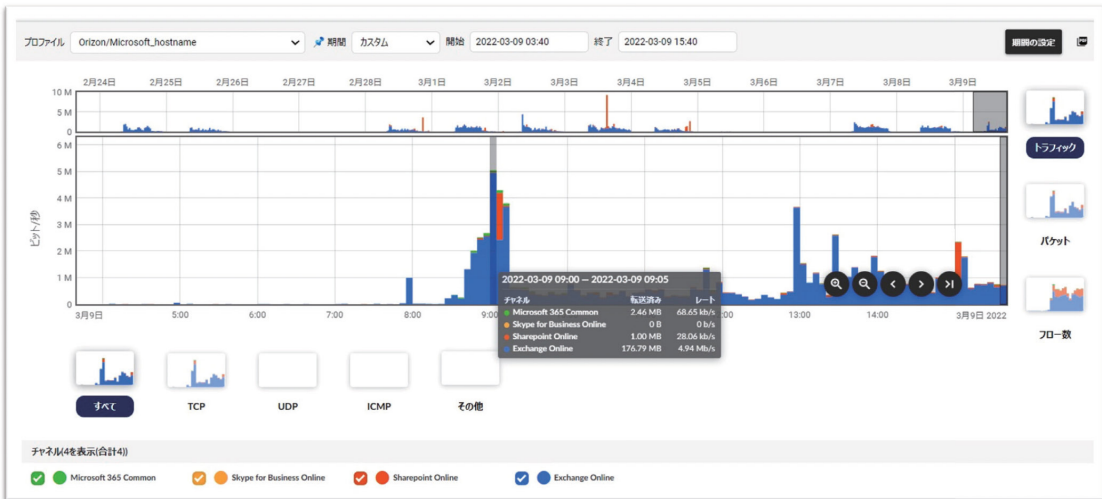 プロファイル Orizon/Microsoft_hostname 期間 カスタム 開始 2022-03-09 03:40 終了 2022-03-09 15:40 期間の設定
2月24日 2月25日 2月26日 2月27日 2月28日 3月1日 3月2日 3月3日 3月4日 3月5日 3月6日 3月7日 3月8日 3月9日
10 M
5 M
0
トラフィック
6 M
5 M
4 M
3 M
2 M
1 M
0
ビット/秒
パケット
フロー数
2022-03-09 09:00 — 2022-03-09 09:05
チャネル 転送済み レート
Microsoft 365 Common 2.46 MB 68.65 kb/s
Skype for Business Online 0 B 0 b/s
Sharepoint Online 1.00 MB 28.06 kb/s
Exchange Online 176.79 MB 4.94 Mb/s
3月9日 5:00 6:00 7:00 8:00 9:00 13:00 14:00 3月9日 2022
すべて TCP UDP ICMP その他
チャネル(4を表示(合計4))
Microsoft 365 Common Skype for Business Online Sharepoint Online Exchange Online